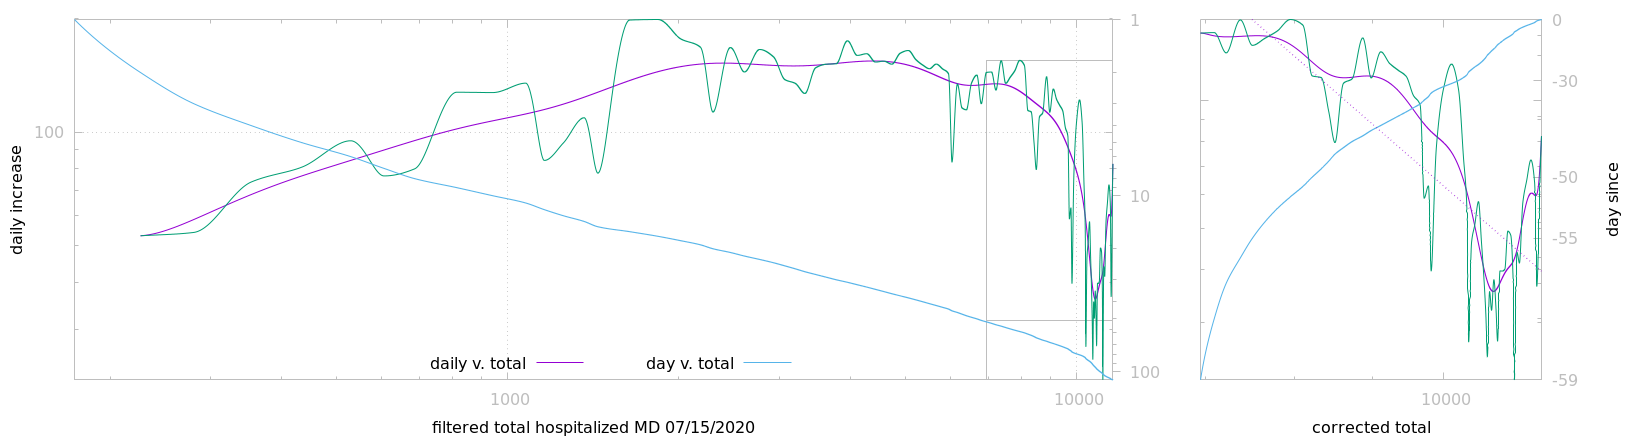 daily increase
100
1
10
100
daily v. total
day v. total
1000
10000
filtered total hospitalized MD 07/15/2020
0
-30
-50
-55
-59
day since
10000
corrected total